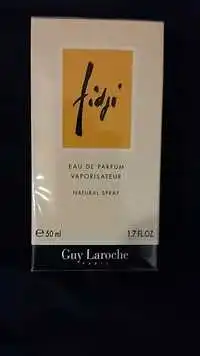 fidji
EAU DE PARFUM
VAPORISATEUR
NATURAL SPRAY
℮ 50 ml 1.7 FL.OZ.
Guy Laroche
PARIS